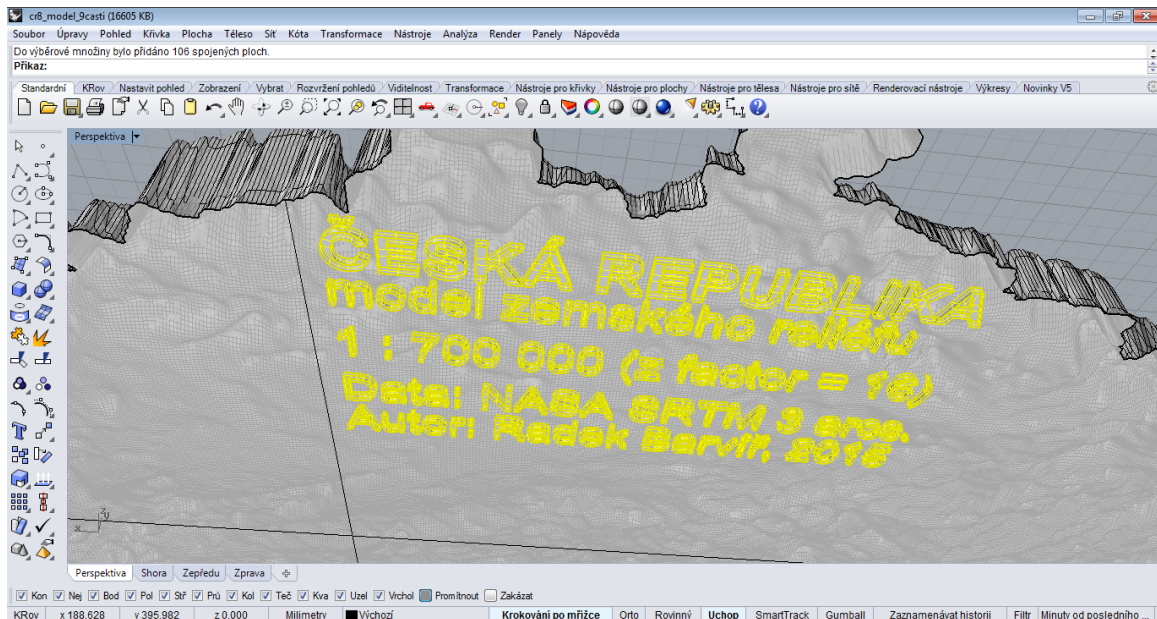 cr8_model_9casti (16605 KB)
Soubor Úpravy Pohled Křivka Plocha Těleso Síť Kóta Transformace Nástroje Analýza Render Panely Nápověda
Do výběrové množiny bylo přidáno 106 spojených ploch.
Příkaz:
Standardní KRov Nastavit pohled Zobrazení Vybrat Rozvržení pohledů Viditelnost Transformace Nástroje pro křivky Nástroje pro plochy Nástroje pro tělesa Nástroje pro sítě Renderovací nástroje Výkresy Novinky V5
Perspektiva
ČESKÁ REPUBLIKA
model zemského reliéfu
1 : 700 000 (z factor = 16)
Data: NASA SRTM 3 arcs.
Autor: Radek Barvíř, 2015
z y
x
Perspektiva Shora Zepředu Zprava
Kon Nej Bod Pol Stř Prů Kol Teč Kva Uzel Vrchol Promítnout Zakázat
KRov x 188.628 y 395.982 z 0.000 Milimetry Výchozí Krokování po mřížce Orto Rovinný Uchop SmartTrack Gumball Zaznamenávat historii Filtr Minuty od posledního ...